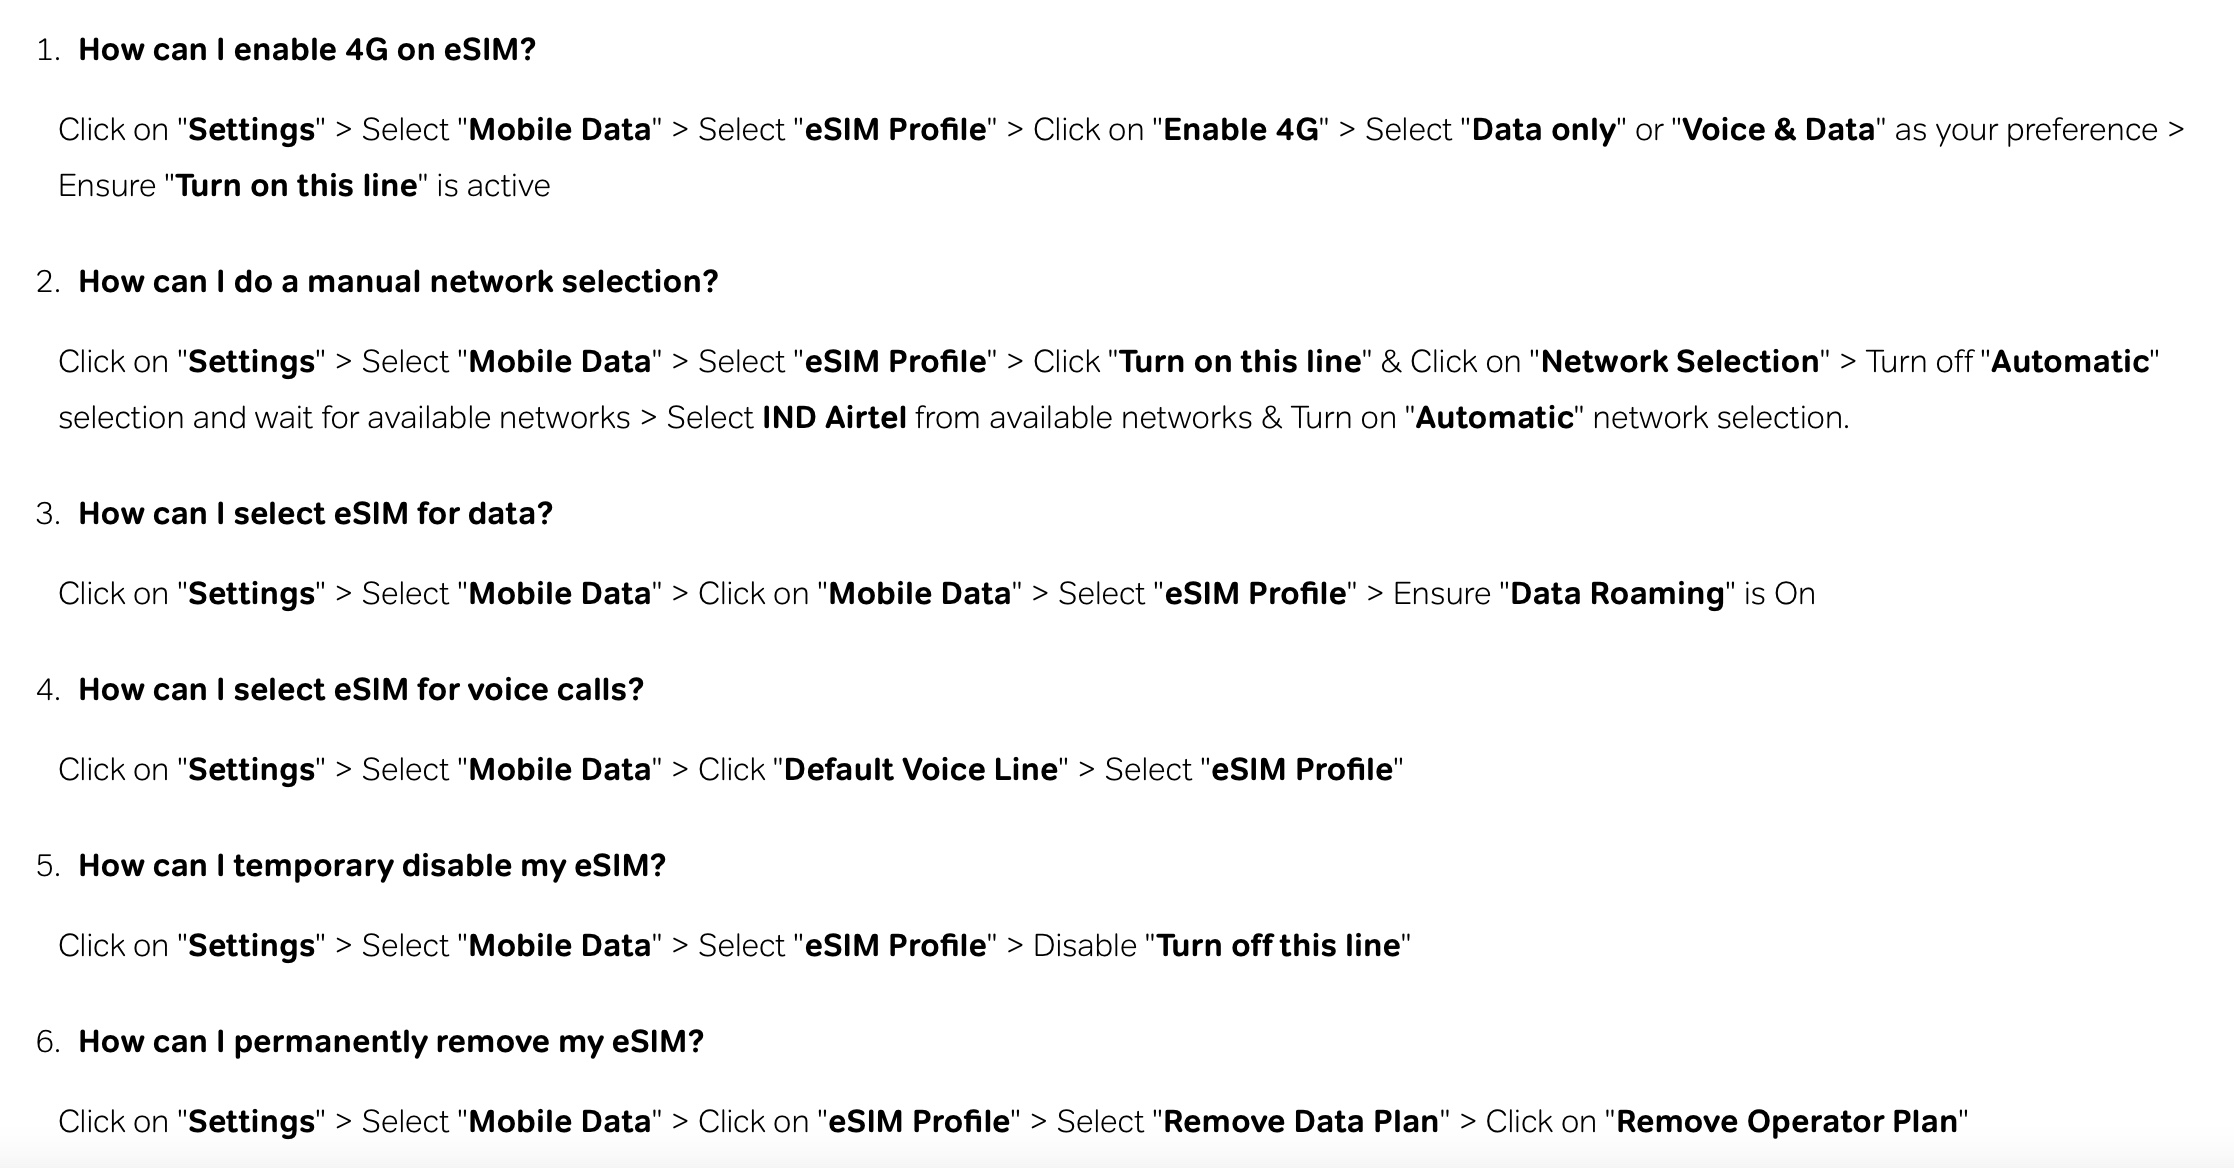 1. How can I enable 4G on eSIM?
Click on "Settings" > Select "Mobile Data" > Select "eSIM Profile" > Click on "Enable 4G" > Select "Data only" or "Voice & Data" as your preference >
Ensure "Turn on this line" is active
2. How can I do a manual network selection?
Click on "Settings" > Select "Mobile Data" > Select "eSIM Profile" > Click "Turn on this line" & Click on "Network Selection" > Turn off "Automatic"
selection and wait for available networks > Select IND Airtel from available networks & Turn on "Automatic" network selection.
3. How can I select eSIM for data?
Click on "Settings" > Select "Mobile Data" > Click on "Mobile Data" > Select "eSIM Profile" > Ensure "Data Roaming" is On
4. How can I select eSIM for voice calls?
Click on "Settings" > Select "Mobile Data" > Click "Default Voice Line" > Select "eSIM Profile"
5. How can I temporary disable my eSIM?
Click on "Settings" > Select "Mobile Data" > Select "eSIM Profile" > Disable "Turn off this line"
6. How can I permanently remove my eSIM?
Click on "Settings" > Select "Mobile Data" > Click on "eSIM Profile" > Select "Remove Data Plan" > Click on "Remove Operator Plan"